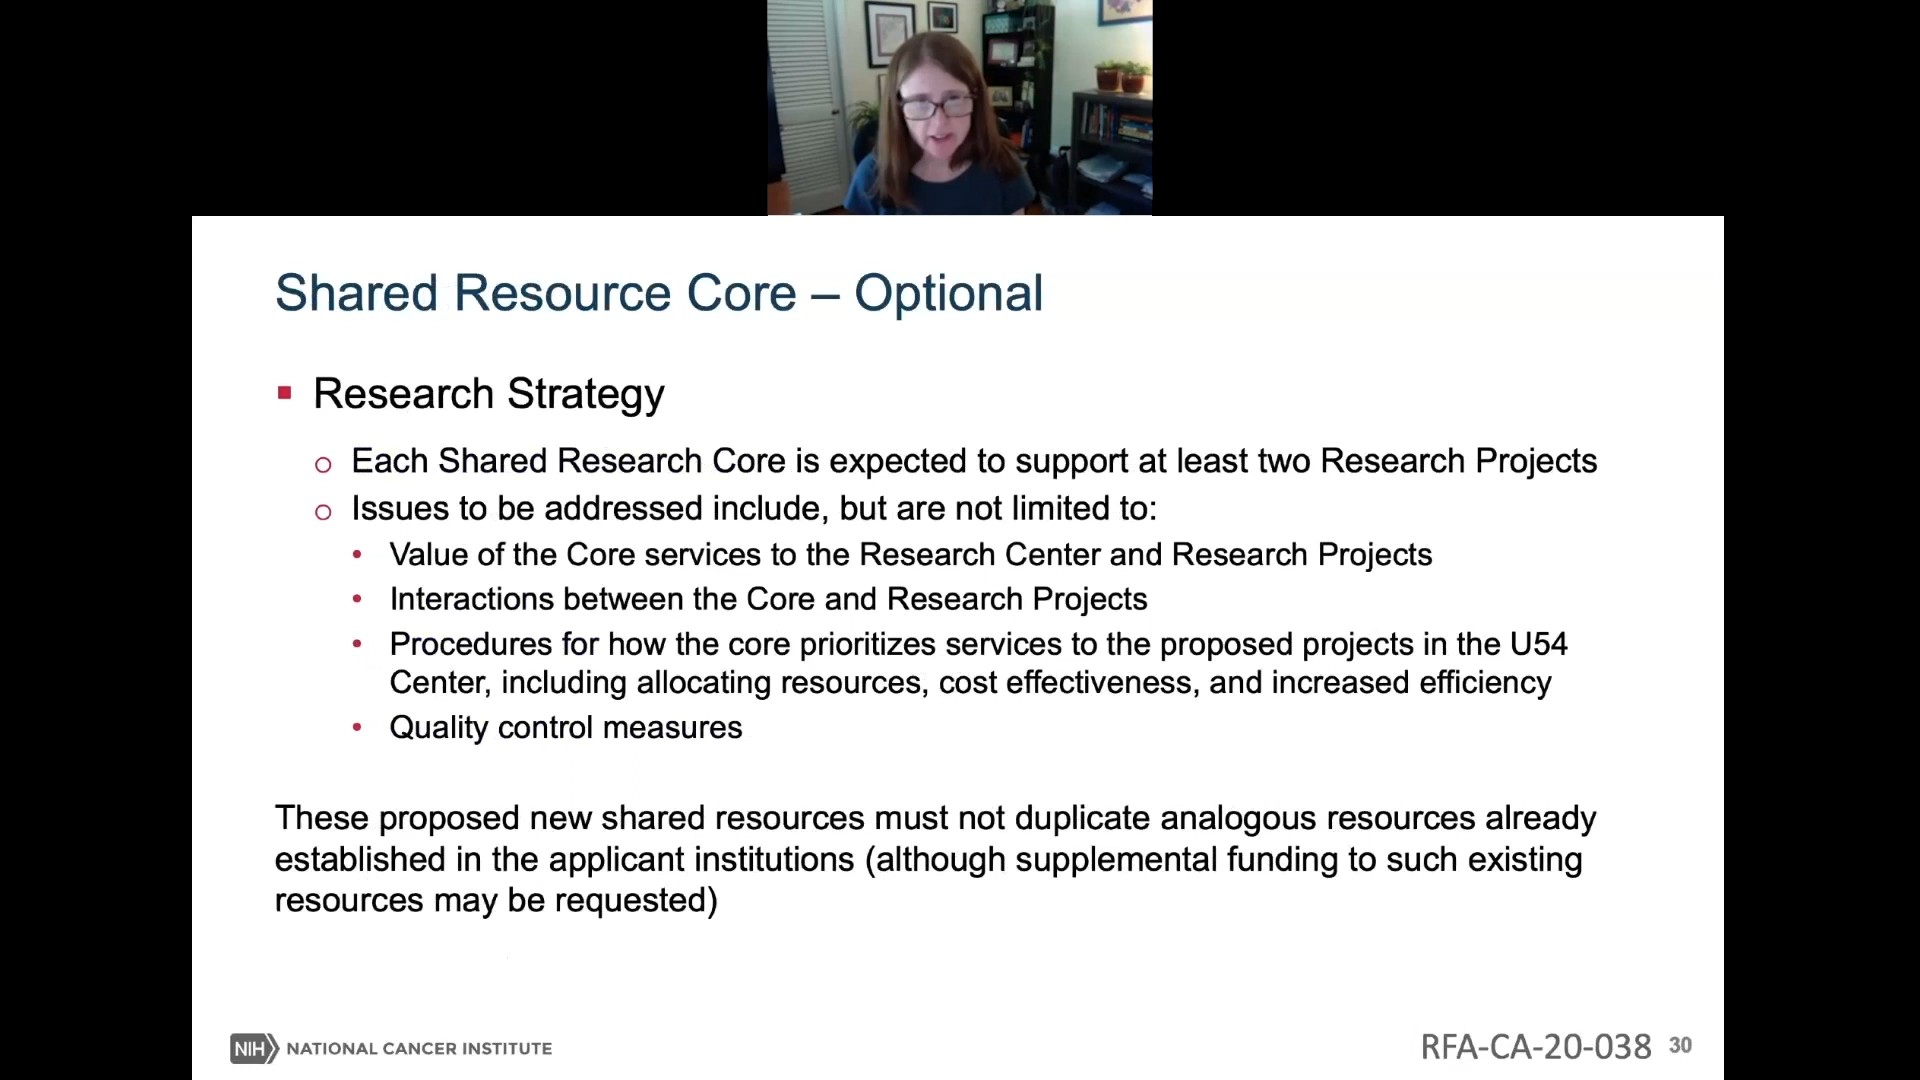 Shared Resource Core – Optional
▪ Research Strategy
o Each Shared Research Core is expected to support at least two Research Projects
o Issues to be addressed include, but are not limited to:
• Value of the Core services to the Research Center and Research Projects
• Interactions between the Core and Research Projects
• Procedures for how the core prioritizes services to the proposed projects in the U54
Center, including allocating resources, cost effectiveness, and increased efficiency
• Quality control measures
These proposed new shared resources must not duplicate analogous resources already
established in the applicant institutions (although supplemental funding to such existing
resources may be requested)
NIH NATIONAL CANCER INSTITUTE
RFA-CA-20-038 30